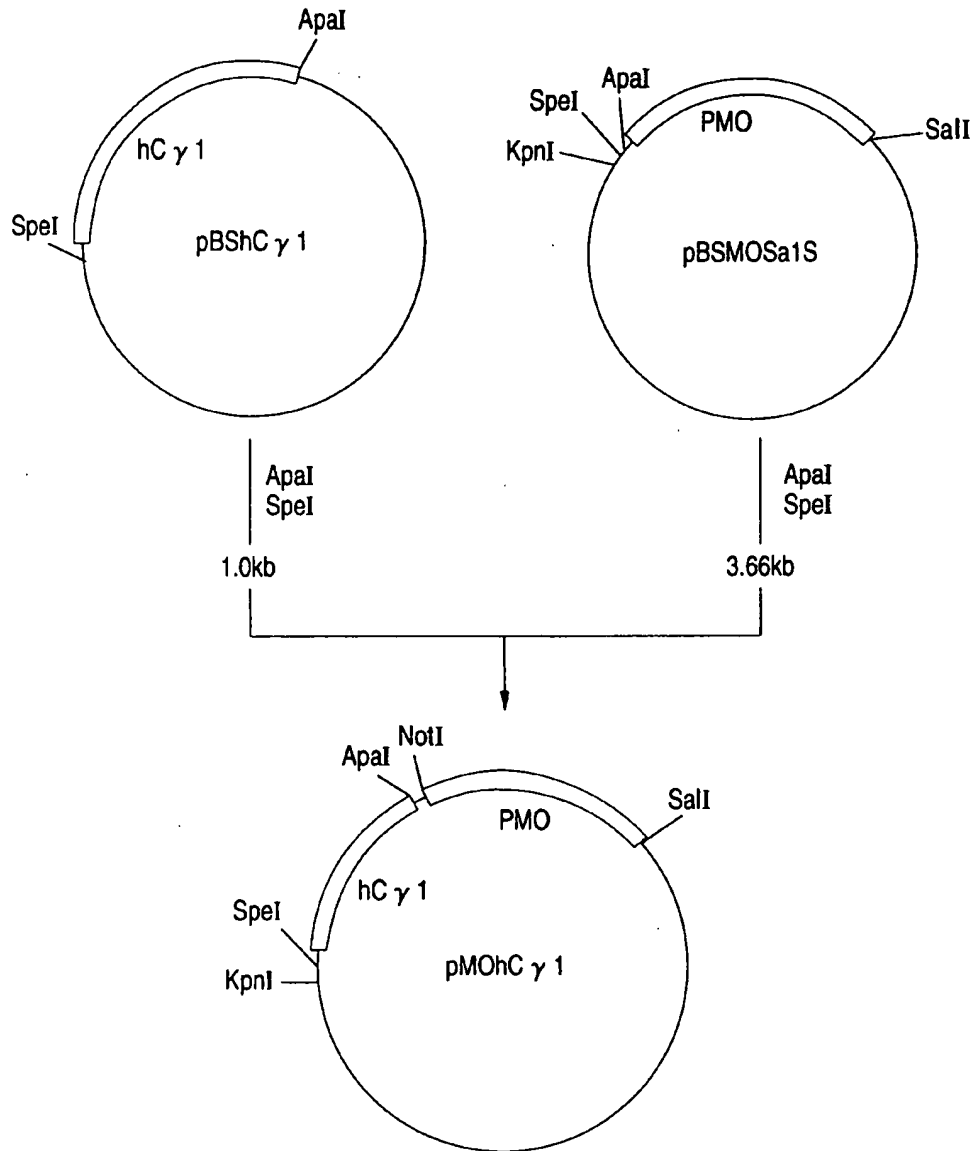 ApaI
hC γ 1
SpeI
pBShC γ 1
ApaI
SpeI
KpnI
PMO
SalI
pBSMOSa1S
ApaI
SpeI
1.0kb
ApaI
SpeI
3.66kb
NotI
ApaI
SalI
PMO
hC γ 1
SpeI
KpnI
pMOhC γ 1